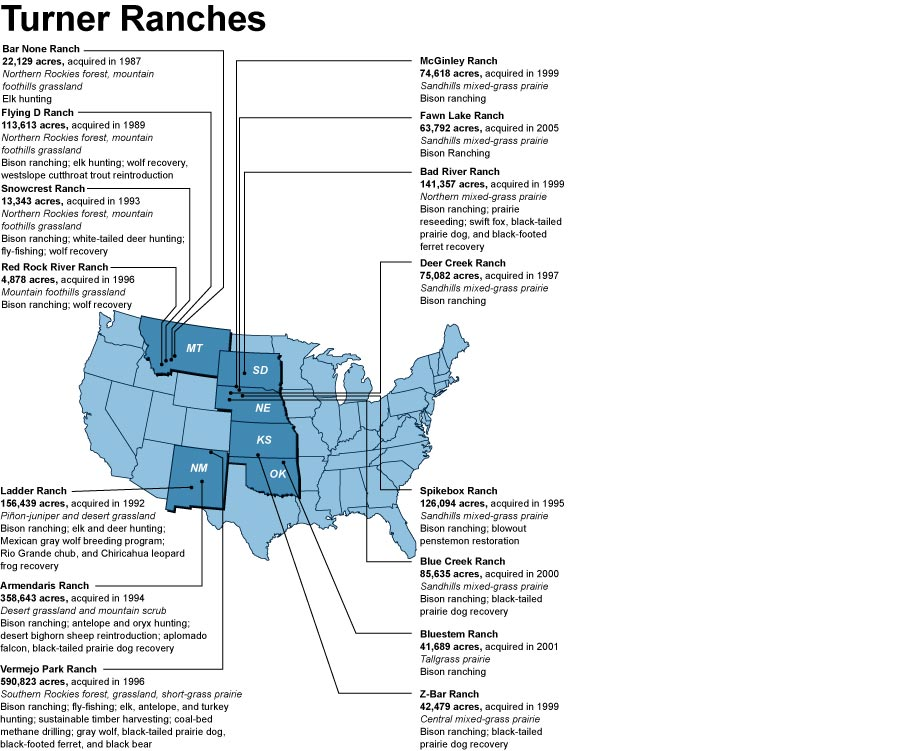 Turner Ranches
Bar None Ranch
22,129 acres, acquired in 1987
Northern Rockies forest, mountain
foothills grassland
Elk hunting
Flying D Ranch
113,613 acres, acquired in 1989
Northern Rockies forest, mountain
foothills grassland
Bison ranching; elk hunting; wolf recovery,
westslope cutthroat trout reintroduction
Snowcrest Ranch
13,343 acres, acquired in 1993
Northern Rockies forest, mountain
foothills grassland
Bison ranching; white-tailed deer hunting;
fly-fishing; wolf recovery
Red Rock River Ranch
4,878 acres, acquired in 1996
Mountain foothills grassland
Bison ranching; wolf recovery
McGinley Ranch
74,618 acres, acquired in 1999
Sandhills mixed-grass prairie
Bison ranching
Fawn Lake Ranch
63,792 acres, acquired in 2005
Sandhills mixed-grass prairie
Bison Ranching
Bad River Ranch
141,357 acres, acquired in 1999
Northern mixed-grass prairie
Bison ranching; prairie
reseeding; swift fox, black-tailed
prairie dog, and black-footed
ferret recovery
Deer Creek Ranch
75,082 acres, acquired in 1997
Sandhills mixed-grass prairie
Bison ranching
MT
SD
NE
KS
OK
NM
Ladder Ranch
156,439 acres, acquired in 1992
Piñon-juniper and desert grassland
Bison ranching; elk and deer hunting;
Mexican gray wolf breeding program;
Rio Grande chub, and Chiricahua leopard
frog recovery
Armendaris Ranch
358,643 acres, acquired in 1994
Desert grassland and mountain scrub
Bison ranching; antelope and oryx hunting;
desert bighorn sheep reintroduction; aplomado
falcon, black-tailed prairie dog recovery
Vermejo Park Ranch
590,823 acres, acquired in 1996
Southern Rockies forest, grassland, short-grass prairie
Bison ranching; fly-fishing; elk, antelope, and turkey
hunting; sustainable timber harvesting; coal-bed
methane drilling; gray wolf, black-tailed prairie dog,
black-footed ferret, and black bear
Spikebox Ranch
126,094 acres, acquired in 1995
Sandhills mixed-grass prairie
Bison ranching; blowout
penstemon restoration
Blue Creek Ranch
85,635 acres, acquired in 2000
Sandhills mixed-grass prairie
Bison ranching; black-tailed
prairie dog recovery
Bluestem Ranch
41,689 acres, acquired in 2001
Tallgrass prairie
Bison ranching
Z-Bar Ranch
42,479 acres, acquired in 1999
Central mixed-grass prairie
Bison ranching; black-tailed
prairie dog recovery